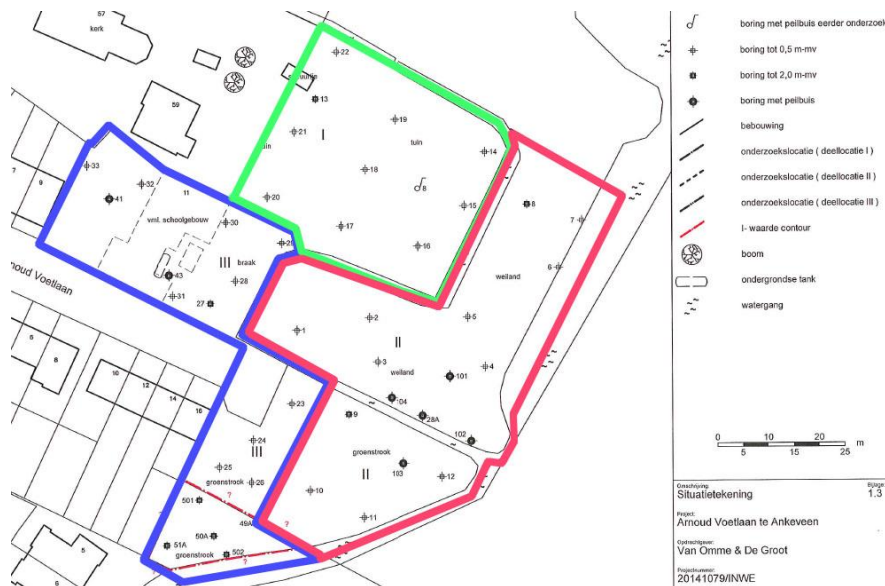 57
kerk
22
59
13
I
19
21
tuin
tuin
14
33
18
8
32
41
11
20
15
8
7
9
vml. schoolgebouw
30
17
7
29
16
III
braak
weiland
6
Arnoud Voetlaan
43
28
31
27
2
5
1
II
6
8
3
weiland
4
101
10
12
14
16
23
104
9
28A
102
24
groenstrook
III
25
II
103
groenstrook
26
12
501
?
10
49A
?
11
50A
51A
502
groenstrook
5
?
?
6
boring met peilbuis eerder onderzoek
boring tot 0,5 m-mv
boring tot 2,0 m-mv
boring met peilbuis
bebouwing
onderzoekslocatie ( deellocatie I )
onderzoekslocatie ( deellocatie II )
onderzoekslocatie ( deellocatie III )
I- waarde contour
boom
ondergrondse tank
watergang
0 5 10 15 20 25 m
Omschrijving: Bijlage:
Situatietekening 1.3
Project:
Arnoud Voetlaan te Ankeveen
Opdrachtgever:
Van Omme & De Groot
Projectnummer:
20141079/INWE